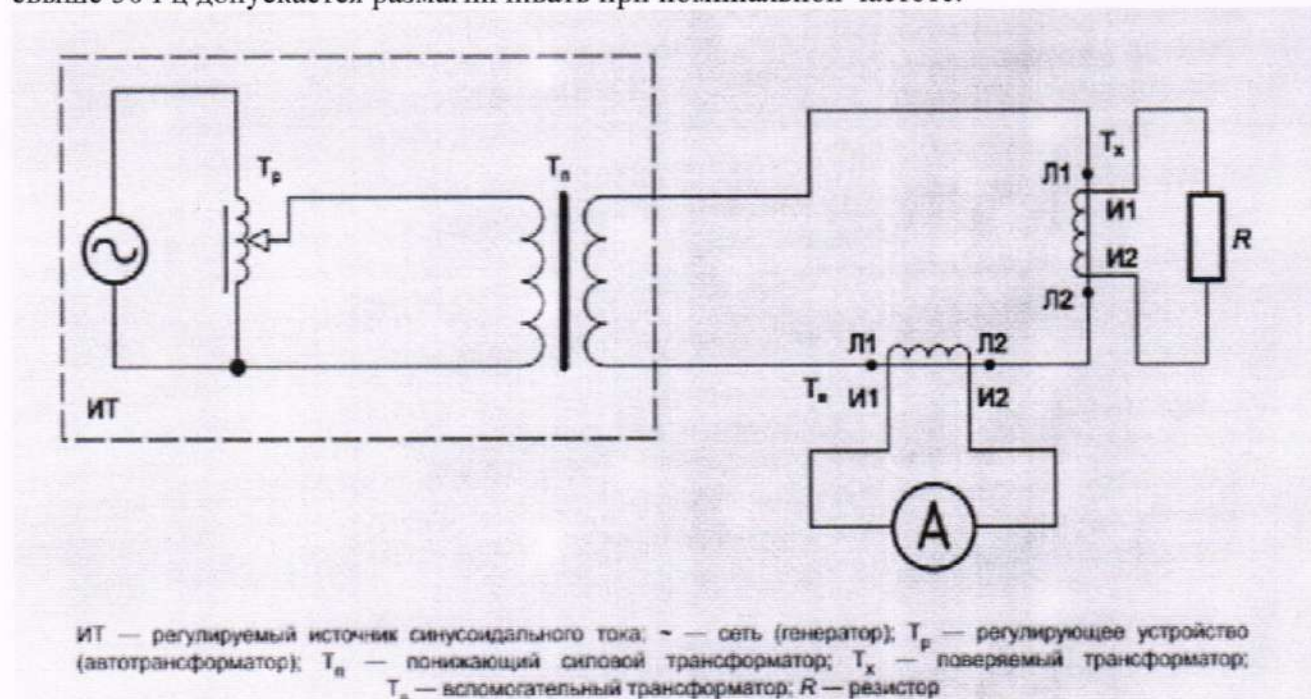 свыше 50 Гц допускается размагничивать при номинальной частоте.
Тр
Тп
Тх
Л1
И1
И2
Л2
R
Л1
Л2
Тв
И1
И2
ИТ
A
ИТ — регулируемый источник синусоидального тока; ~ — сеть (генератор); Тр — регулирующее устройство
(автотрансформатор); Тп — понижающий силовой трансформатор; Тх — поверяемый трансформатор;
Тв — вспомогательный трансформатор; R — резистор